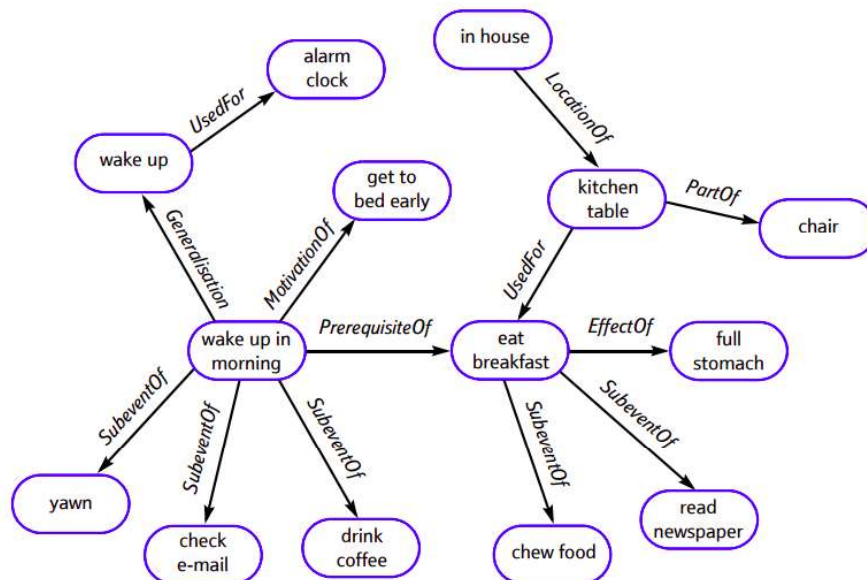 in house
alarm
clock
UsedFor
LocationOf
wake up
get to
bed early
kitchen
table
PartOf
chair
Generalisation
MotivationOf
UsedFor
wake up in
morning
PrerequisiteOf
eat
breakfast
EffectOf
full
stomach
SubeventOf
SubeventOf
SubeventOf
SubeventOf
SubeventOf
yawn
check
e-mail
drink
coffee
chew food
read
newspaper